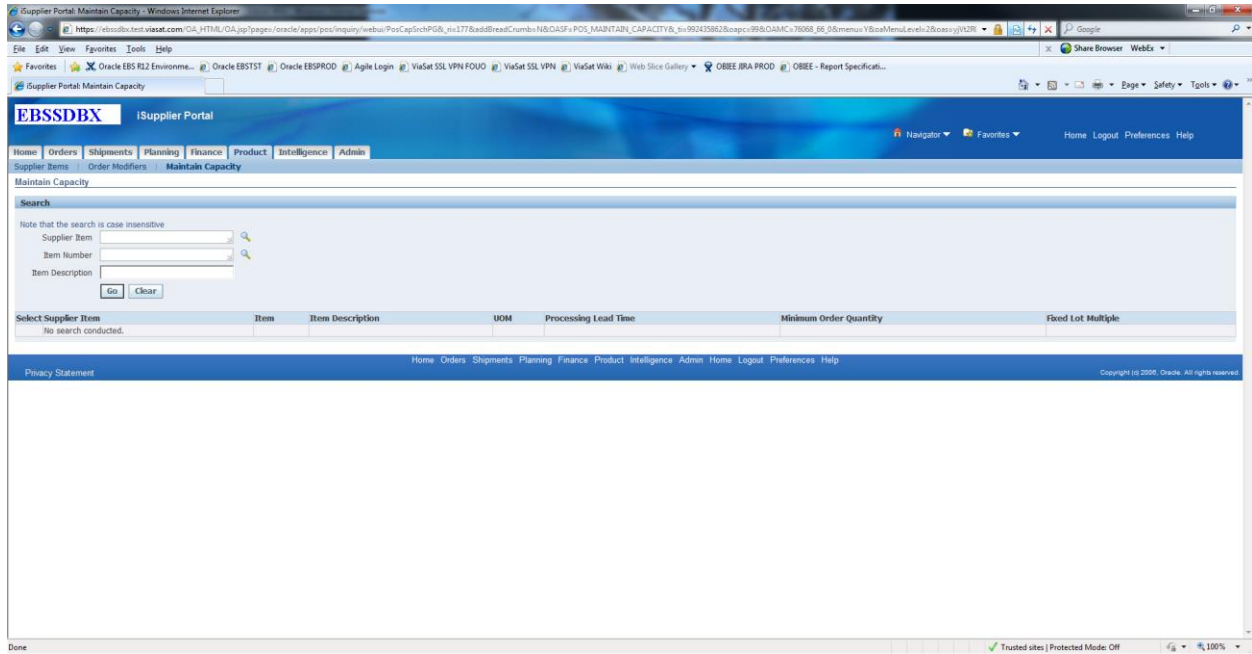 iSupplier Portal: Maintain Capacity - Windows Internet Explorer
Google
File Edit View Favorites Tools Help
x Share Browser WebEx
Favorites Oracle EBS R12 Environme... Oracle EBSTST Oracle EBSPROD Agile Login ViaSat SSL VPN FOUO ViaSat SSL VPN ViaSat Wiki Web Slice Gallery OBIEE JIRA PROD OBIEE - Report Specificati...
iSupplier Portal: Maintain Capacity
Page Safety Tools
EBSSDBX iSupplier Portal
Navigator Favorites Home Logout Preferences Help
Home Orders Shipments Planning Finance Product Intelligence Admin
Supplier Items | Order Modifiers | Maintain Capacity
Maintain Capacity
Search
Note that the search is case insensitive
Supplier Item
Item Number
Item Description
Go Clear
Select Supplier Item Item Item Description UOM Processing Lead Time Minimum Order Quantity Fixed Lot Multiple
No search conducted.
Home Orders Shipments Planning Finance Product Intelligence Admin Home Logout Preferences Help
Privacy Statement Copyright (c) 2006, Oracle. All rights reserved.
Done Trusted sites | Protected Mode: Off 100%